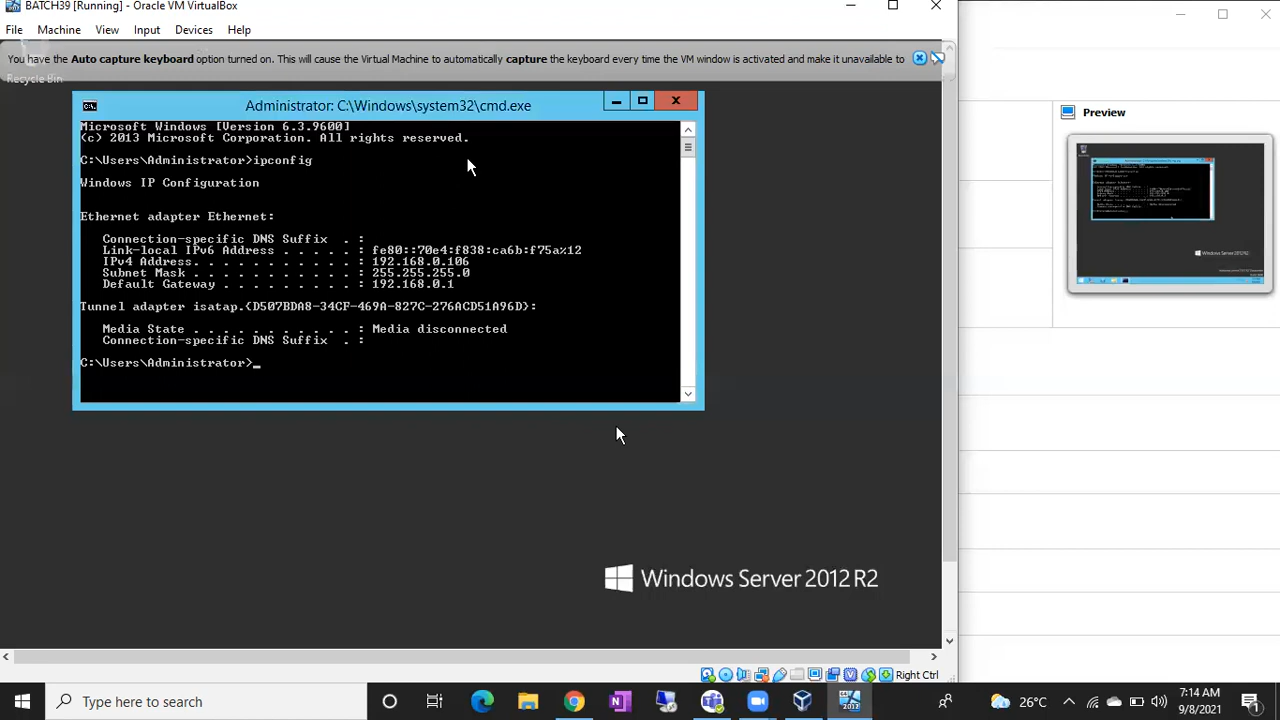 BATCH39 [Running] - Oracle VM VirtualBox
File Machine View Input Devices Help
You have the Auto capture keyboard option turned on. This will cause the Virtual Machine to automatically capture the keyboard every time the VM window is activated and make it unavailable to
Recycle Bin
Administrator: C:\Windows\system32\cmd.exe
Microsoft Windows [Version 6.3.9600]
(c) 2013 Microsoft Corporation. All rights reserved.
C:\Users\Administrator>ipconfig
Windows IP Configuration
Ethernet adapter Ethernet:
Connection-specific DNS Suffix . :
Link-local IPv6 Address . . . . . : fe80::70e4:f838:ca6b:f75a%12
IPv4 Address. . . . . . . . . . . : 192.168.0.106
Subnet Mask . . . . . . . . . . . : 255.255.255.0
Default Gateway . . . . . . . . . : 192.168.0.1
Tunnel adapter isatap.{D507BDA8-34CF-469A-827C-276ACD51A96D}:
Media State . . . . . . . . . . . : Media disconnected
Connection-specific DNS Suffix . :
C:\Users\Administrator>_
Windows Server 2012 R2
Preview
Right Ctrl
Type here to search
26°C
7:14 AM
9/8/2021